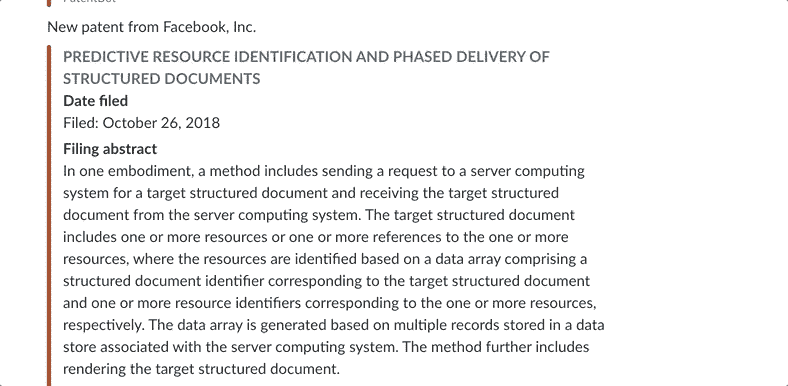 PatentBot
New patent from Facebook, Inc.
PREDICTIVE RESOURCE IDENTIFICATION AND PHASED DELIVERY OF
STRUCTURED DOCUMENTS
Date filed
Filed: October 26, 2018
Filing abstract
In one embodiment, a method includes sending a request to a server computing
system for a target structured document and receiving the target structured
document from the server computing system. The target structured document
includes one or more resources or one or more references to the one or more
resources, where the resources are identified based on a data array comprising a
structured document identifier corresponding to the target structured document
and one or more resource identifiers corresponding to the one or more resources,
respectively. The data array is generated based on multiple records stored in a data
store associated with the server computing system. The method further includes
rendering the target structured document.